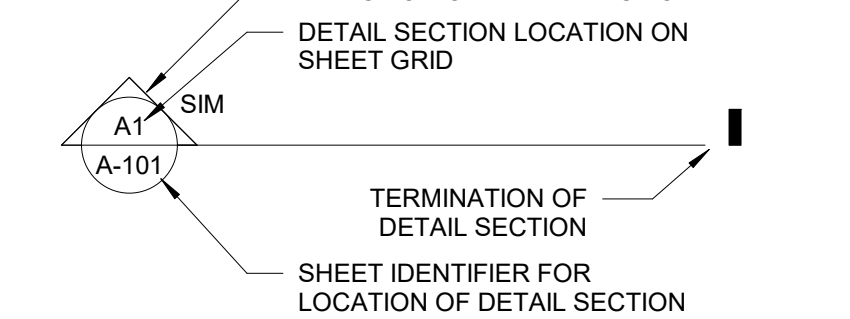 DETAIL SECTION LOCATION ON
SHEET GRID
SIM
A1
A-101
TERMINATION OF
DETAIL SECTION
SHEET IDENTIFIER FOR
LOCATION OF DETAIL SECTION